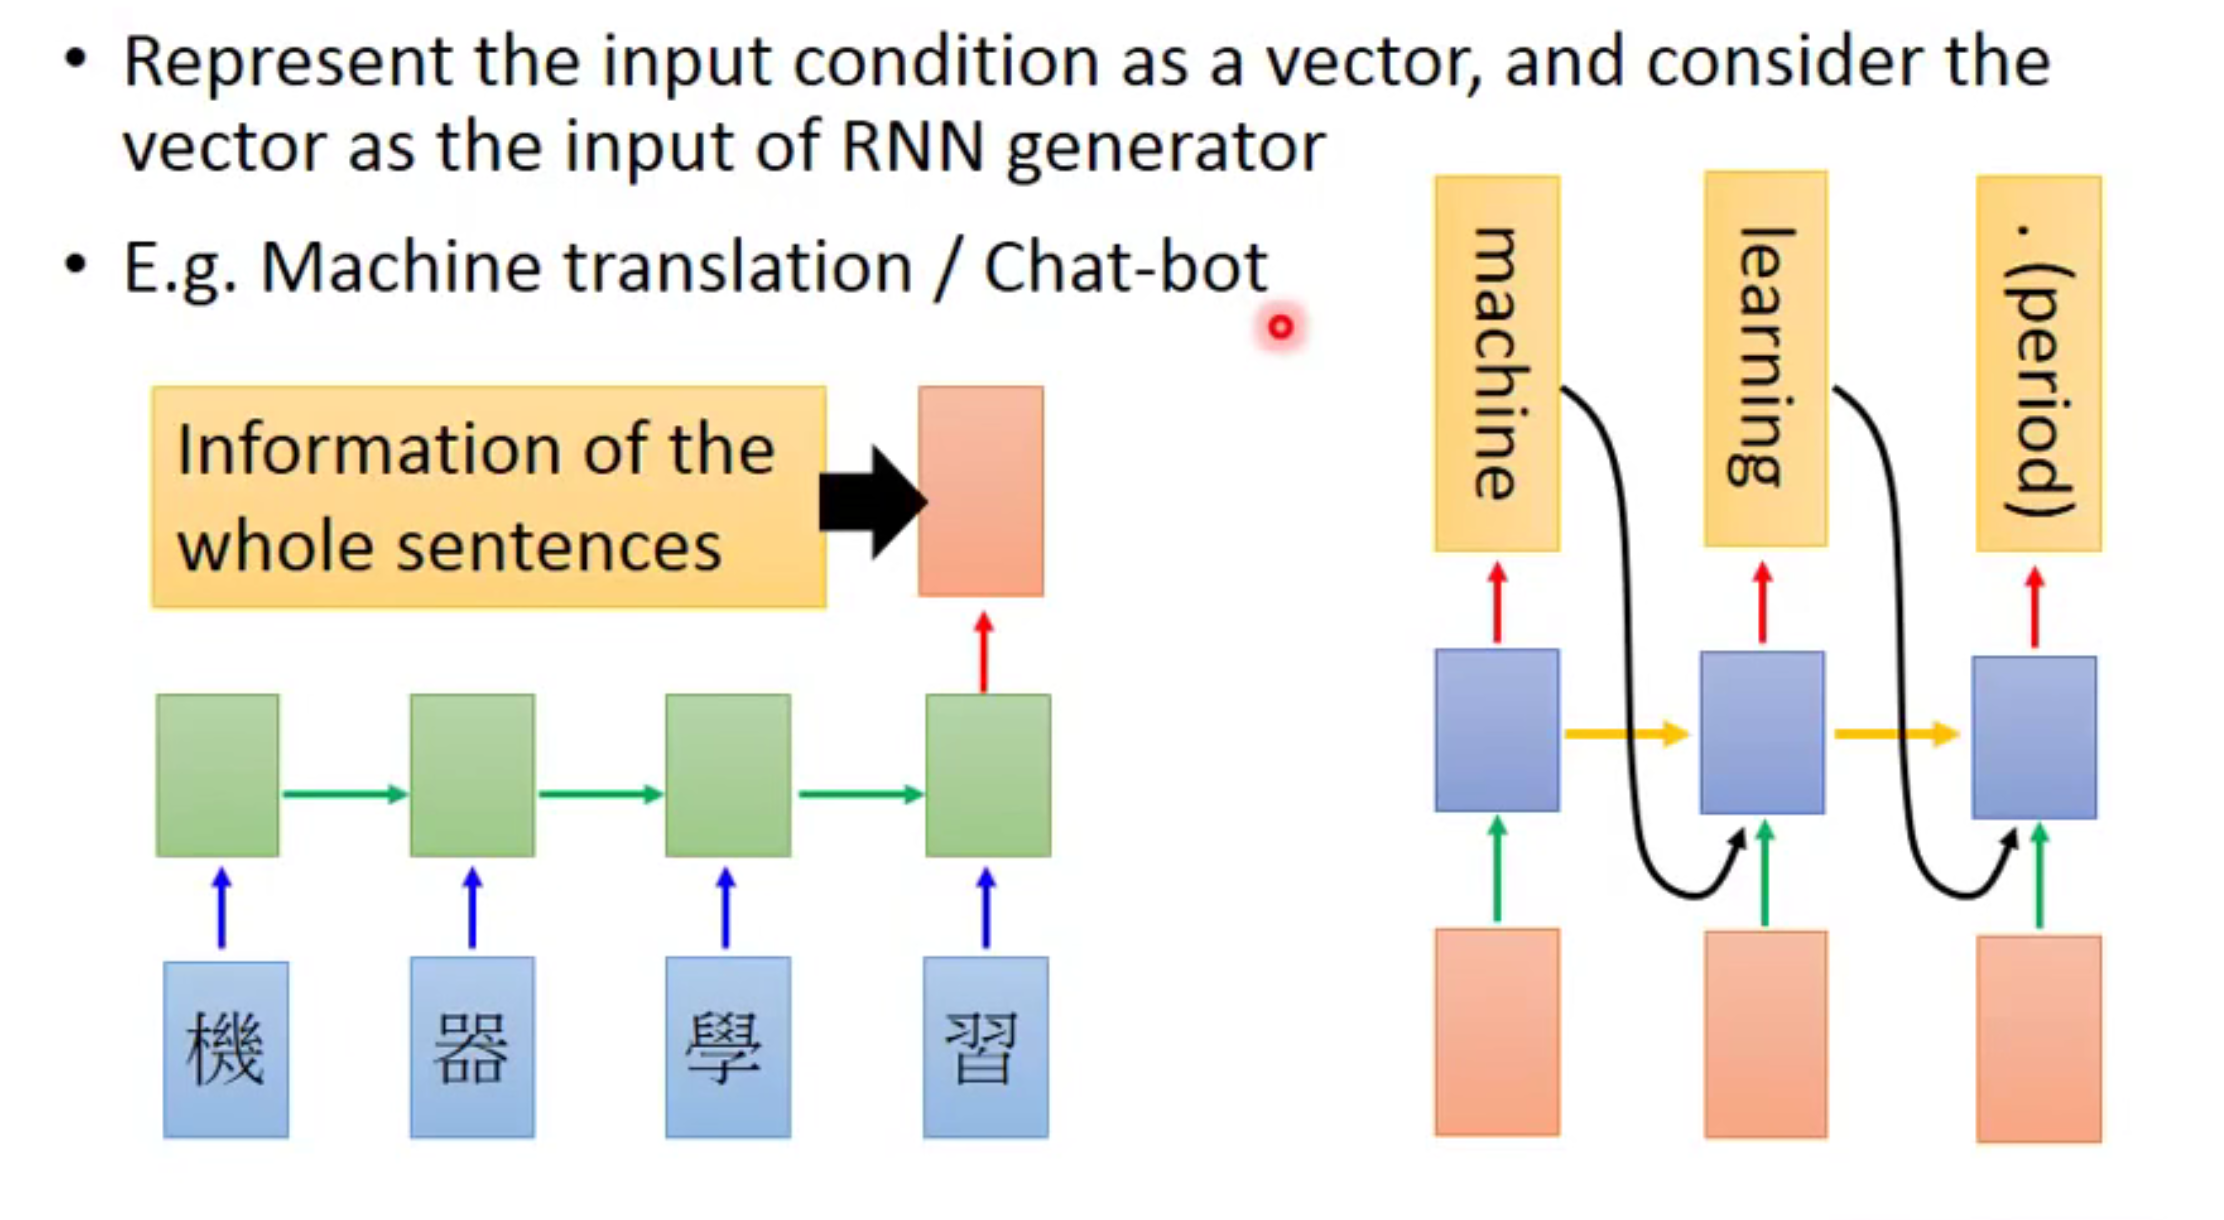 • Represent the input condition as a vector, and consider the
vector as the input of RNN generator
• E.g. Machine translation / Chat-bot
Information of the
whole sentences
機
器
學
習
machine
learning
. (period)